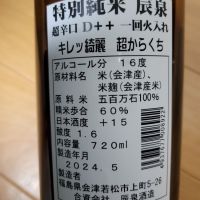 特別純米 辰泉
超辛口 D++ 一回火入れ
キレッ綺麗 超からくち
アルコール分 16度
原材料名 米(会津産)、
米麹(会津産米)
原料米 五百万石100%
精米歩合 60%
日本酒度 +15
酸度 1.6
内容量 720ml
製造年月
2024.5
製造者
福島県会津若松市上町5-26
合資会社 辰泉酒造